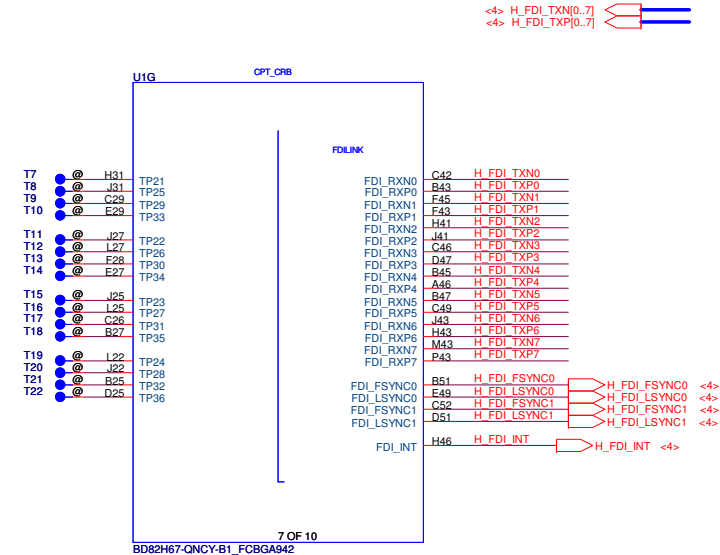 <4> H_FDI_TXN[0..7]
<4> H_FDI_TXP[0..7]
U1G
CPT_CRB
FDILINK
T7 @ H31 TP21
T8 @ J31 TP25
T9 @ C29 TP29
T10 @ E29 TP33
T11 @ J27 TP22
T12 @ L27 TP26
T13 @ F28 TP30
T14 @ E27 TP34
T15 @ J25 TP23
T16 @ L25 TP27
T17 @ C26 TP31
T18 @ B27 TP35
T19 @ L22 TP24
T20 @ J22 TP28
T21 @ B25 TP32
T22 @ D25 TP36
FDI_RXN0 C42 H_FDI_TXN0
FDI_RXP0 B43 H_FDI_TXP0
FDI_RXN1 F45 H_FDI_TXN1
FDI_RXP1 F43 H_FDI_TXP1
FDI_RXN2 H41 H_FDI_TXN2
FDI_RXP2 J41 H_FDI_TXP2
FDI_RXN3 C46 H_FDI_TXN3
FDI_RXP3 D47 H_FDI_TXP3
FDI_RXN4 B45 H_FDI_TXN4
FDI_RXP4 A46 H_FDI_TXP4
FDI_RXN5 B47 H_FDI_TXN5
FDI_RXP5 C49 H_FDI_TXP5
FDI_RXN6 J43 H_FDI_TXN6
FDI_RXP6 H43 H_FDI_TXP6
FDI_RXN7 M43 H_FDI_TXN7
FDI_RXP7 P43 H_FDI_TXP7
FDI_FSYNC0 B51 H_FDI_FSYNC0 H_FDI_FSYNC0 <4>
FDI_LSYNC0 E49 H_FDI_LSYNC0 H_FDI_LSYNC0 <4>
FDI_FSYNC1 C52 H_FDI_FSYNC1 H_FDI_FSYNC1 <4>
FDI_LSYNC1 D51 H_FDI_LSYNC1 H_FDI_LSYNC1 <4>
FDI_INT H46 H_FDI_INT H_FDI_INT <4>
7 OF 10
BD82H67-QNCY-B1_FCBGA942